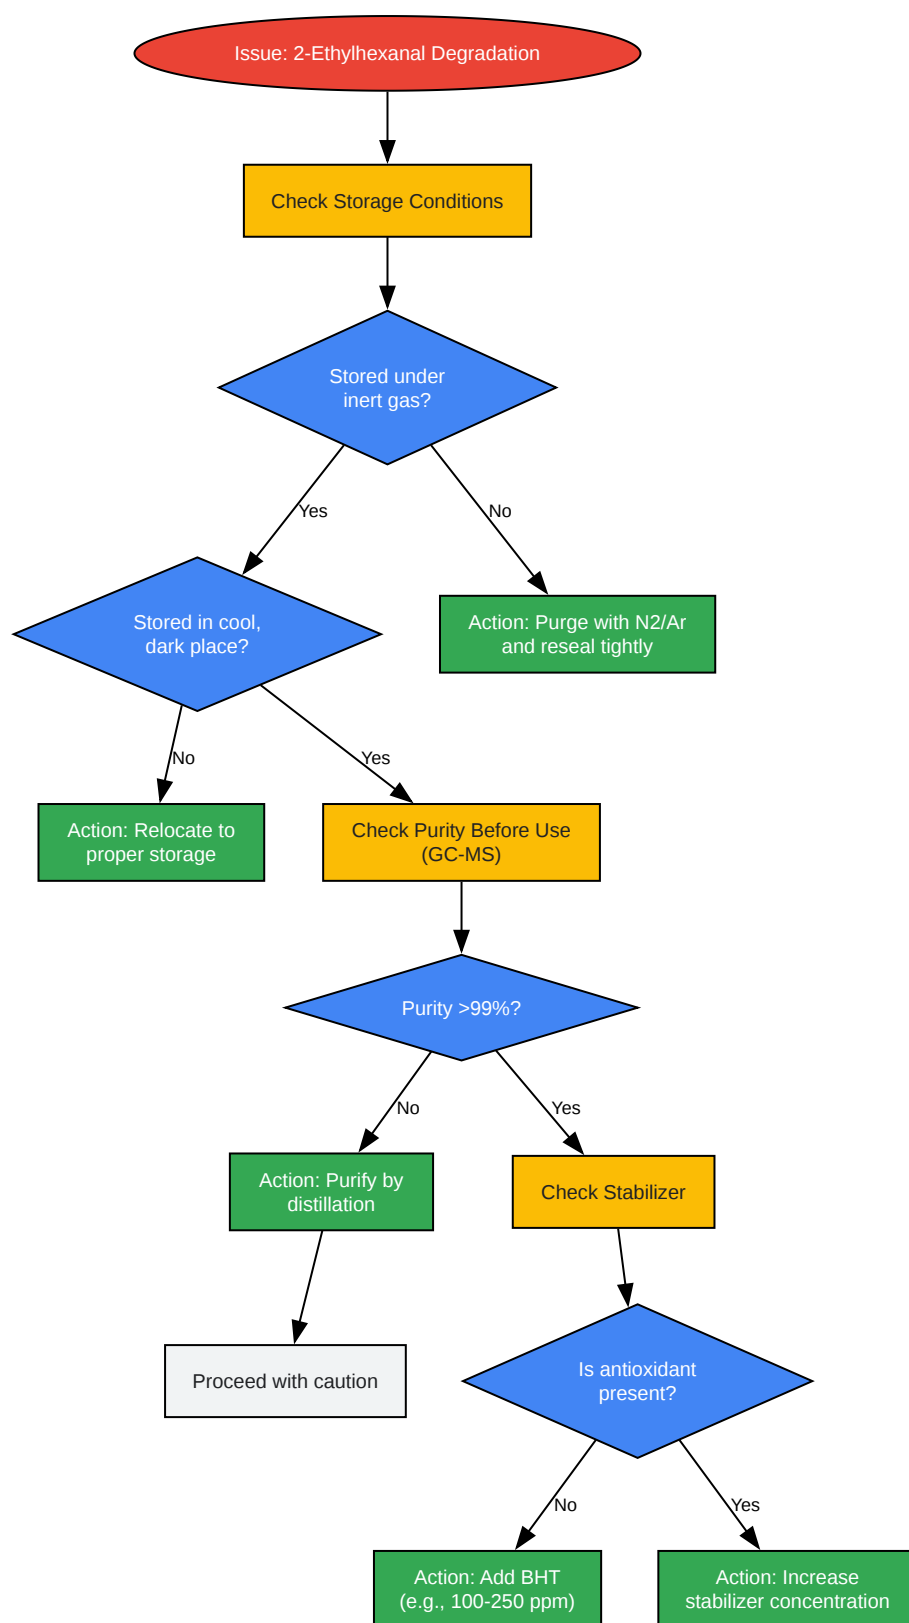 Issue: 2-Ethylhexanal Degradation
Check Storage Conditions
Stored under
inert gas?
Yes
No
Stored in cool,
dark place?
Action: Purge with N2/Ar
and reseal tightly
No
Yes
Action: Relocate to
proper storage
Check Purity Before Use
(GC-MS)
Purity >99%?
No
Yes
Action: Purify by
distillation
Check Stabilizer
Proceed with caution
Is antioxidant
present?
No
Yes
Action: Add BHT
(e.g., 100-250 ppm)
Action: Increase
stabilizer concentration